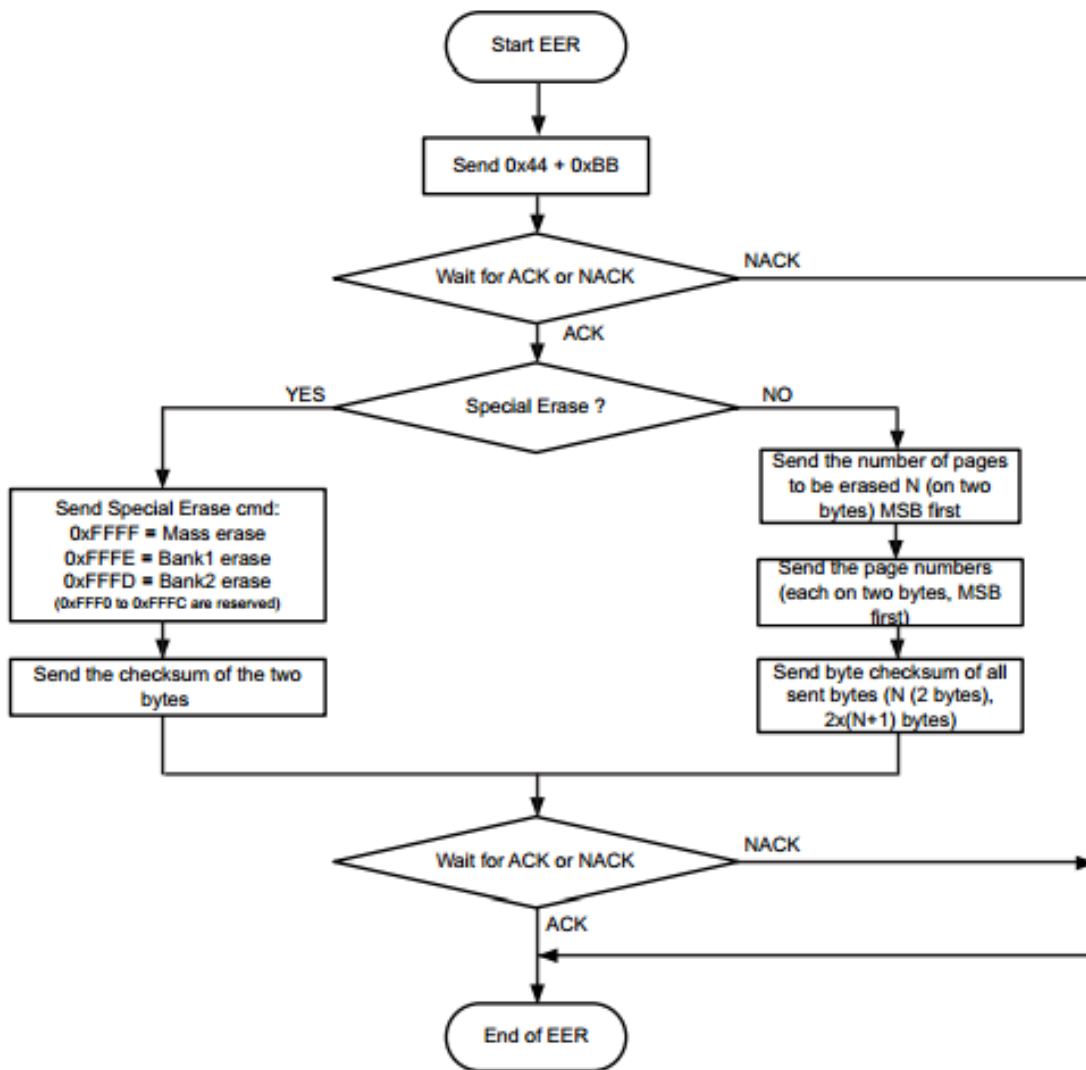 Start EER
Send 0x44 + 0xBB
Wait for ACK or NACK
NACK
ACK
Special Erase ?
YES
NO
Send Special Erase cmd:
0xFFFF = Mass erase
0xFFFE = Bank1 erase
0xFFFD = Bank2 erase
(0xFFF0 to 0xFFFC are reserved)
Send the checksum of the two
bytes
Send the number of pages
to be erased N (on two
bytes) MSB first
Send the page numbers
(each on two bytes, MSB
first)
Send byte checksum of all
sent bytes (N (2 bytes),
2x(N+1) bytes)
Wait for ACK or NACK
NACK
ACK
End of EER